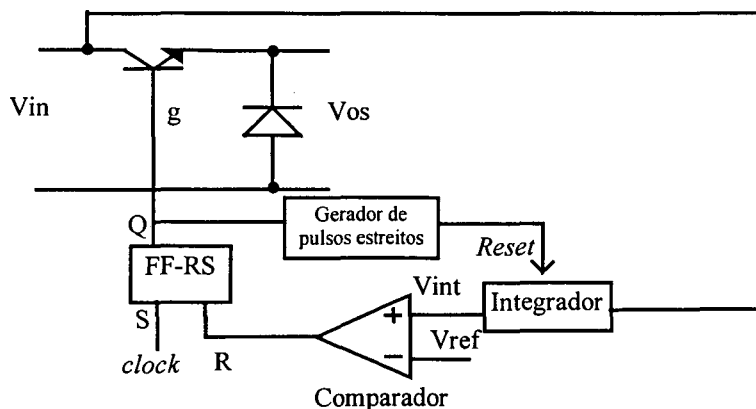 Vin
g
Vos
Q
Gerador de
pulsos estreitos
Reset
FF-RS
Vint
Integrador
S
+
Vref
−
clock
R
Comparador